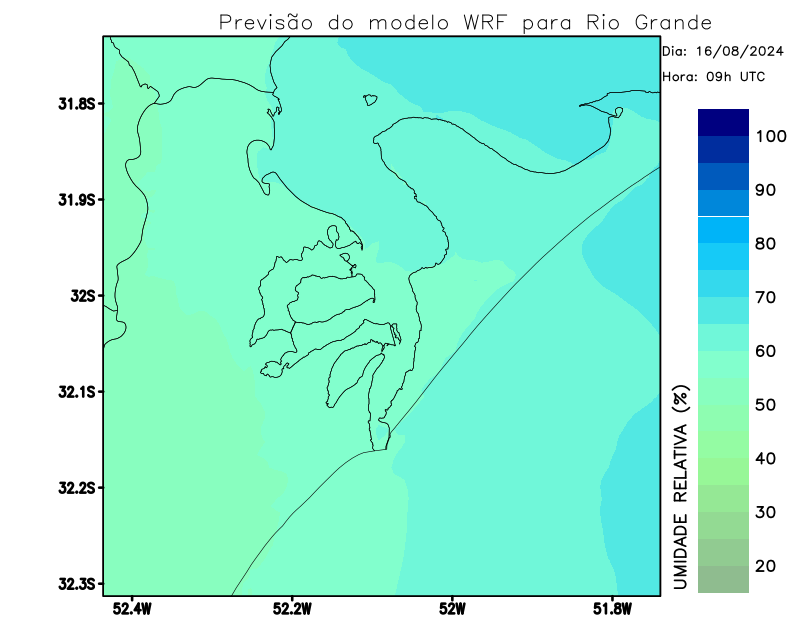 Previsão do modelo WRF para Rio Grande
Dia: 16/08/2024
Hora: 09h UTC
31.8S
31.9S
32S
32.1S
32.2S
32.3S
52.4W
52.2W
52W
51.8W
100
90
80
70
60
50
40
30
20
UMIDADE RELATIVA (%)